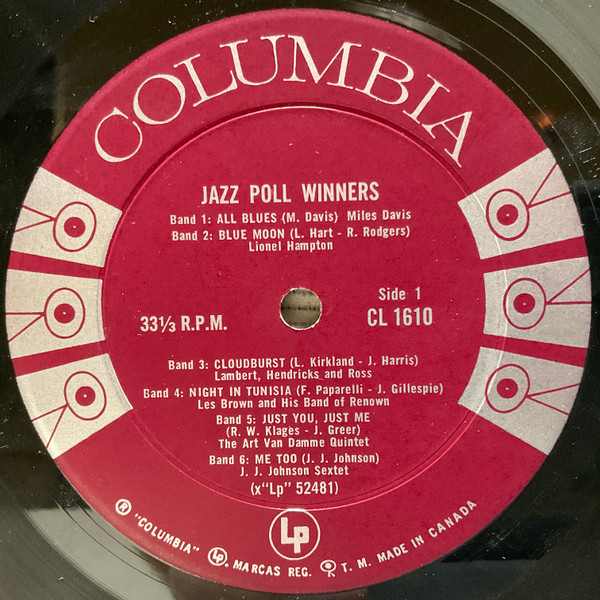 COLUMBIA
JAZZ POLL WINNERS
Band 1: ALL BLUES (M. Davis) Miles Davis
Band 2: BLUE MOON (L. Hart - R. Rodgers)
Lionel Hampton
Side 1
33⅓ R.P.M.
CL 1610
Band 3: CLOUDBURST (L. Kirkland - J. Harris)
Lambert, Hendricks and Ross
Band 4: NIGHT IN TUNISIA (F. Paparelli - J. Gillespie)
Les Brown and His Band of Renown
Band 5: JUST YOU, JUST ME
(R. W. Klages - J. Greer)
The Art Van Damme Quintet
Band 6: ME TOO (J. J. Johnson)
J. J. Johnson Sextet
(x"Lp" 52481)
Lp
® "COLUMBIA" Lp. MARCAS REG. T. M. MADE IN CANADA